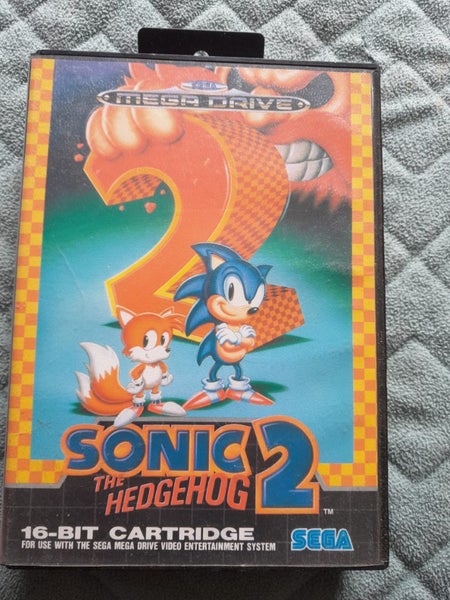 SEGA
MEGA DRIVE
2
SONIC
THE
HEDGEHOG 2
TM
16-BIT CARTRIDGE
FOR USE WITH THE SEGA MEGA DRIVE VIDEO ENTERTAINMENT SYSTEM
SEGA